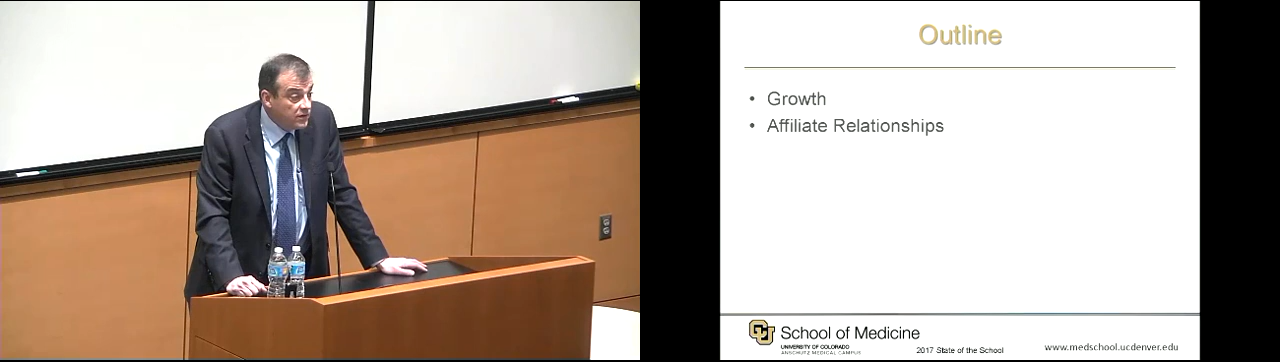 Outline
• Growth
• Affiliate Relationships
CU School of Medicine
UNIVERSITY OF COLORADO
ANSCHUTZ MEDICAL CAMPUS
2017 State of the School
www.medschool.ucdenver.edu